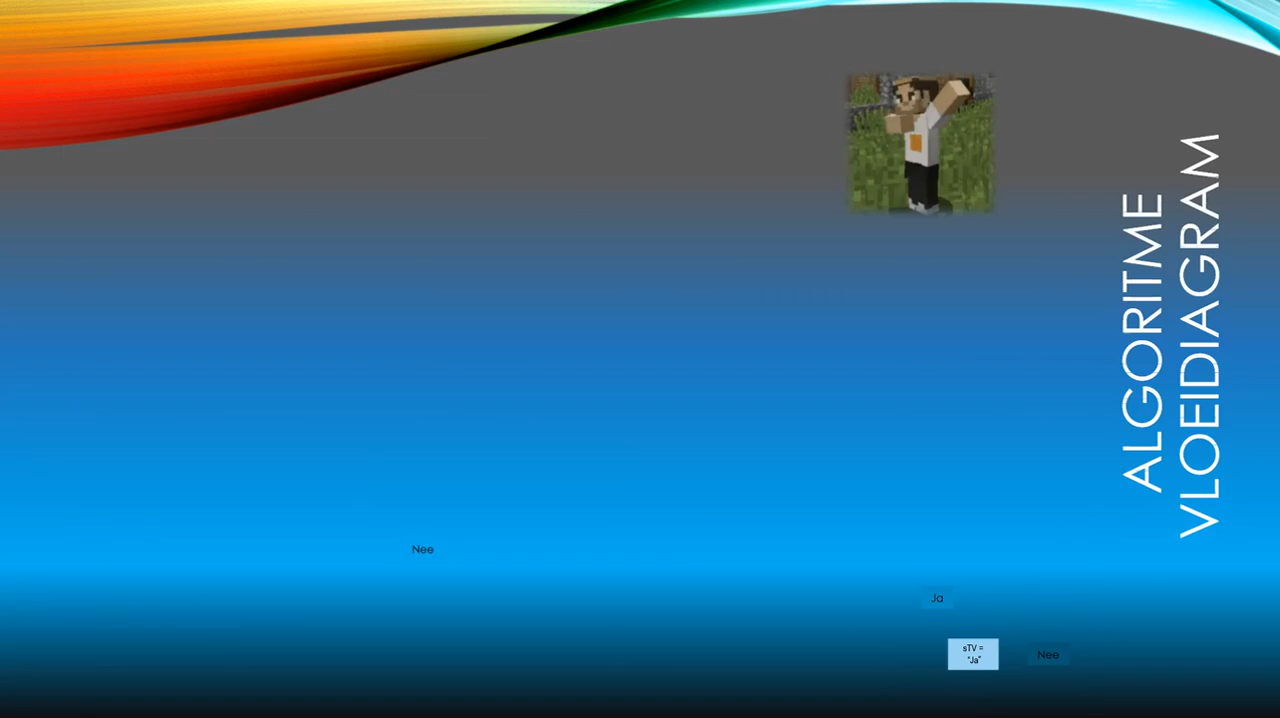 ALGORITME
VLOEIDIAGRAM
Nee
Ja
sTV =
"Ja"
Nee